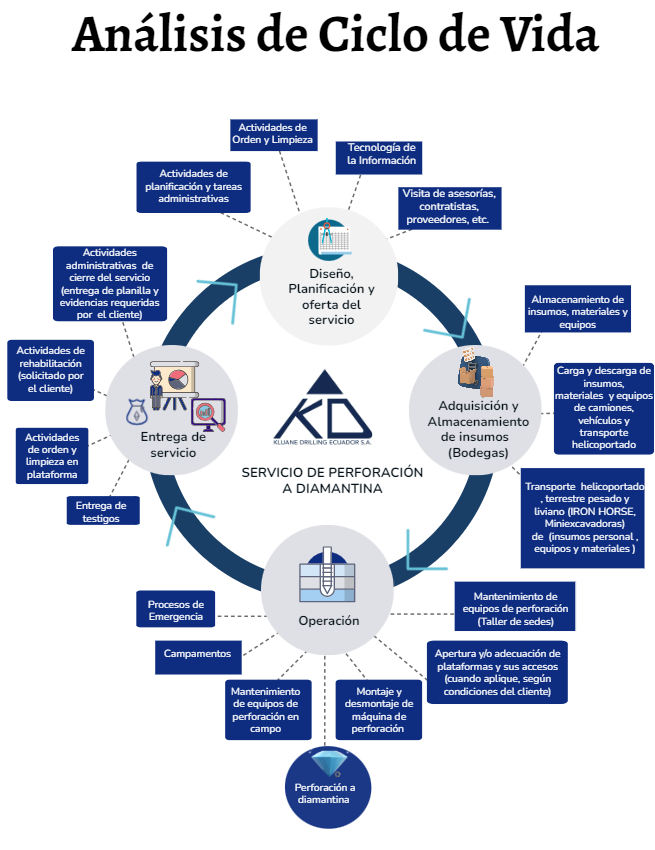 Análisis de Ciclo de Vida
Actividades de
Orden y Limpieza
Tecnología de
la Información
Actividades de
planificación y tareas
administrativas
Visita de asesorías,
contratistas,
proveedores, etc.
Diseño,
Planificación y
oferta del
servicio
Actividades
administrativas de
cierre del servicio
(entrega de planilla y
evidencias requeridas
por el cliente)
Almacenamiento de
insumos, materiales y
equipos
Actividades de
rehabilitación
(solicitado por
el cliente)
Carga y descarga de
insumos,
materiales y equipos
de camiones,
vehículos y
transporte
helicoportado
Adquisición y
Almacenamiento
de insumos
(Bodegas)
Entrega de
servicio
KD
KLUANE DRILLING ECUADOR S.A.
SERVICIO DE PERFORACIÓN
A DIAMANTINA
Actividades
de orden y
limpieza en
plataforma
Entrega de
testigos
Transporte helicoportado
, terrestre pesado y
liviano (IRON HORSE,
Miniexcavadoras)
de (insumos personal ,
equipos y materiales )
Operación
Procesos de
Emergencia
Mantenimiento de
equipos de perforación
(Taller de sedes)
Campamentos
Apertura y/o adecuación de
plataformas y sus accesos
(cuando aplique, según
condiciones del cliente)
Mantenimiento
de equipos de
perforación en
campo
Montaje y
desmontaje de
máquina de
perforación
Perforación a
diamantina